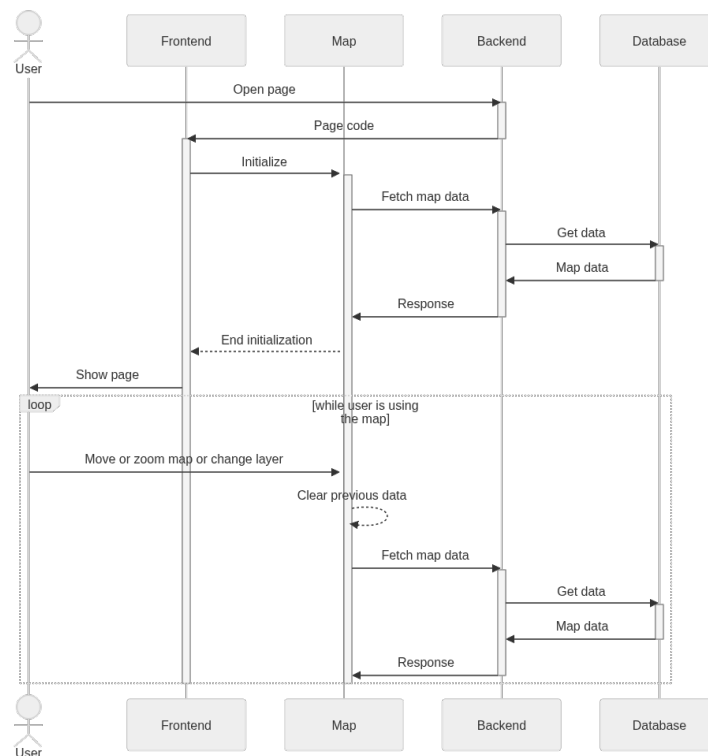 Frontend
Map
Backend
Database
User
Open page
Page code
Initialize
Fetch map data
Get data
Map data
Response
End initialization
Show page
loop
[while user is using
the map]
Move or zoom map or change layer
Clear previous data
Fetch map data
Get data
Map data
Response
Frontend
Map
Backend
Database
User